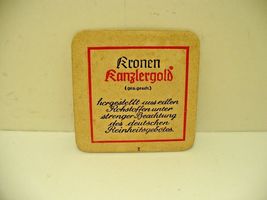 Kronen
Kanzlergold
(ges. gesch.)
hergestellt aus edlen
Rohstoffen unter
strenger Beachtung
des deutschen
Reinheitsgebotes.